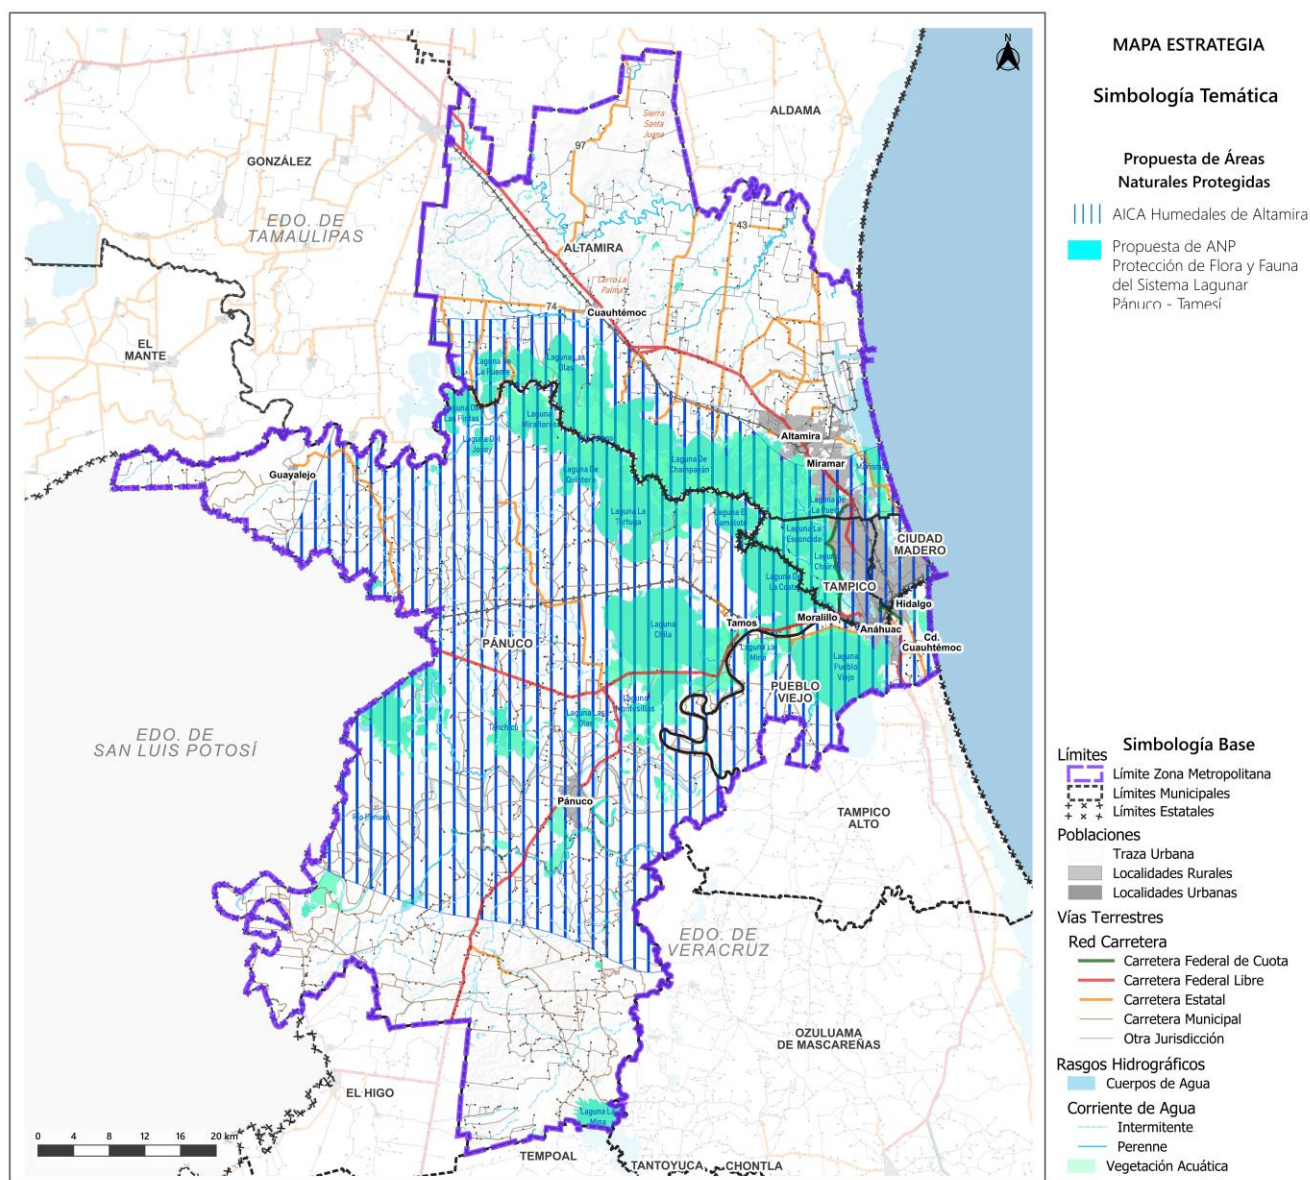 N
MAPA ESTRATEGIA
Simbología Temática
Propuesta de Áreas
Naturales Protegidas
AICA Humedales de Altamira
Propuesta de ANP
Protección de Flora y Fauna
del Sistema Lagunar
Pánuco - Tamesí
ALDAMA
Sierra
Santa
Juana
97
GONZÁLEZ
EDO. DE
TAMAULIPAS
43
ALTAMIRA
Cerro La
Palma
74
Cuauhtémoc
EL
MANTE
Laguna De
La Puente
Laguna Las
Olas
Laguna
Miraflores
Altamira
Laguna De
Champayán
Miramar
Guayalejo
Laguna La
Tortuga
Laguna La
Escondida
CIUDAD
MADERO
TAMPICO
Hidalgo
Moralillo
Tamos
Anáhuac
Cd.
Cuauhtémoc
Laguna
Chila
PÁNUCO
Laguna
Pueblo
Viejo
PUEBLO
VIEJO
Laguna Las
Olas
EDO. DE
SAN LUIS POTOSÍ
Pánuco
Río Pánuco
TAMPICO
ALTO
EDO. DE
VERACRUZ
OZULUAMA
DE MASCAREÑAS
EL HIGO
Laguna La
Mina
TEMPOAL
TANTOYUCA
CHONTLA
0 4 8 12 16 20 km
Simbología Base
Límites
Límite Zona Metropolitana
Límites Municipales
Límites Estatales
Poblaciones
Traza Urbana
Localidades Rurales
Localidades Urbanas
Vías Terrestres
Red Carretera
Carretera Federal de Cuota
Carretera Federal Libre
Carretera Estatal
Carretera Municipal
Otra Jurisdicción
Rasgos Hidrográficos
Cuerpos de Agua
Corriente de Agua
Intermitente
Perenne
Vegetación Acuática